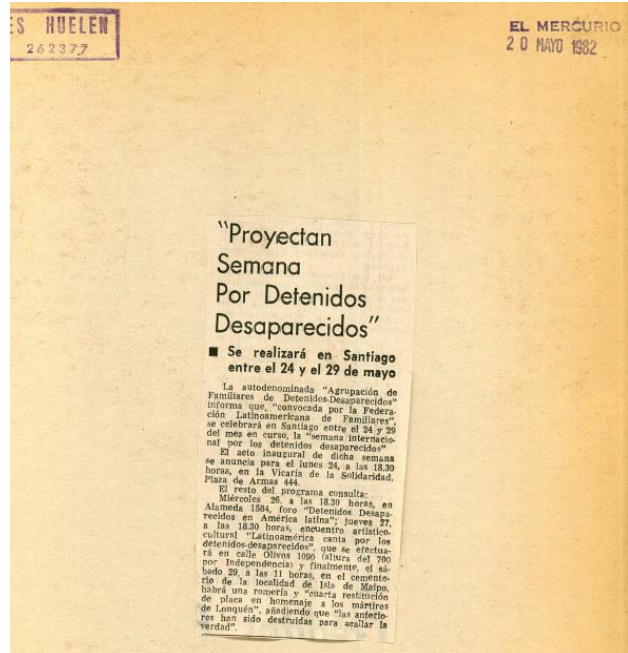 ES HUELEN
262377
EL MERCURIO
20 MAYO 1982
"Proyectan
Semana
Por Detenidos
Desaparecidos"
■ Se realizará en Santiago
entre el 24 y el 29 de mayo
La autodenominada "Agrupación de
Familiares de Detenidos-Desaparecidos"
informa que, "convocada por la Federa-
ción Latinoamericana de Familiares",
se celebrará en Santiago entre el 24 y 29
del mes en curso, la "semana internacio-
nal por los detenidos desaparecidos"
El acto inaugural de dicha semana
se anuncia para el lunes 24, a las 18.30
horas, en la Vicaría de la Solidaridad,
Plaza de Armas 444.
El resto del programa consulta:
Miércoles 26, a las 18.30 horas, en
Alameda 1584, foro "Detenidos Desapa-
recidos en América latina"; jueves 27,
a las 18.30 horas, encuentro artístico-
cultural "Latinoamérica canta por los
detenidos-desaparecidos", que se efectua-
rá en calle Olivos 1090 (altura del 700
por Independencia) y finalmente, el sá-
bado 29, a las 11 horas, en el cemente-
rio de la localidad de Isla de Maipo,
habrá una romería y "cuarta restitución
de placa en homenaje a los mártires
de Lonquén", añadiendo que "las anterio-
res han sido destruidas para acallar la
verdad".